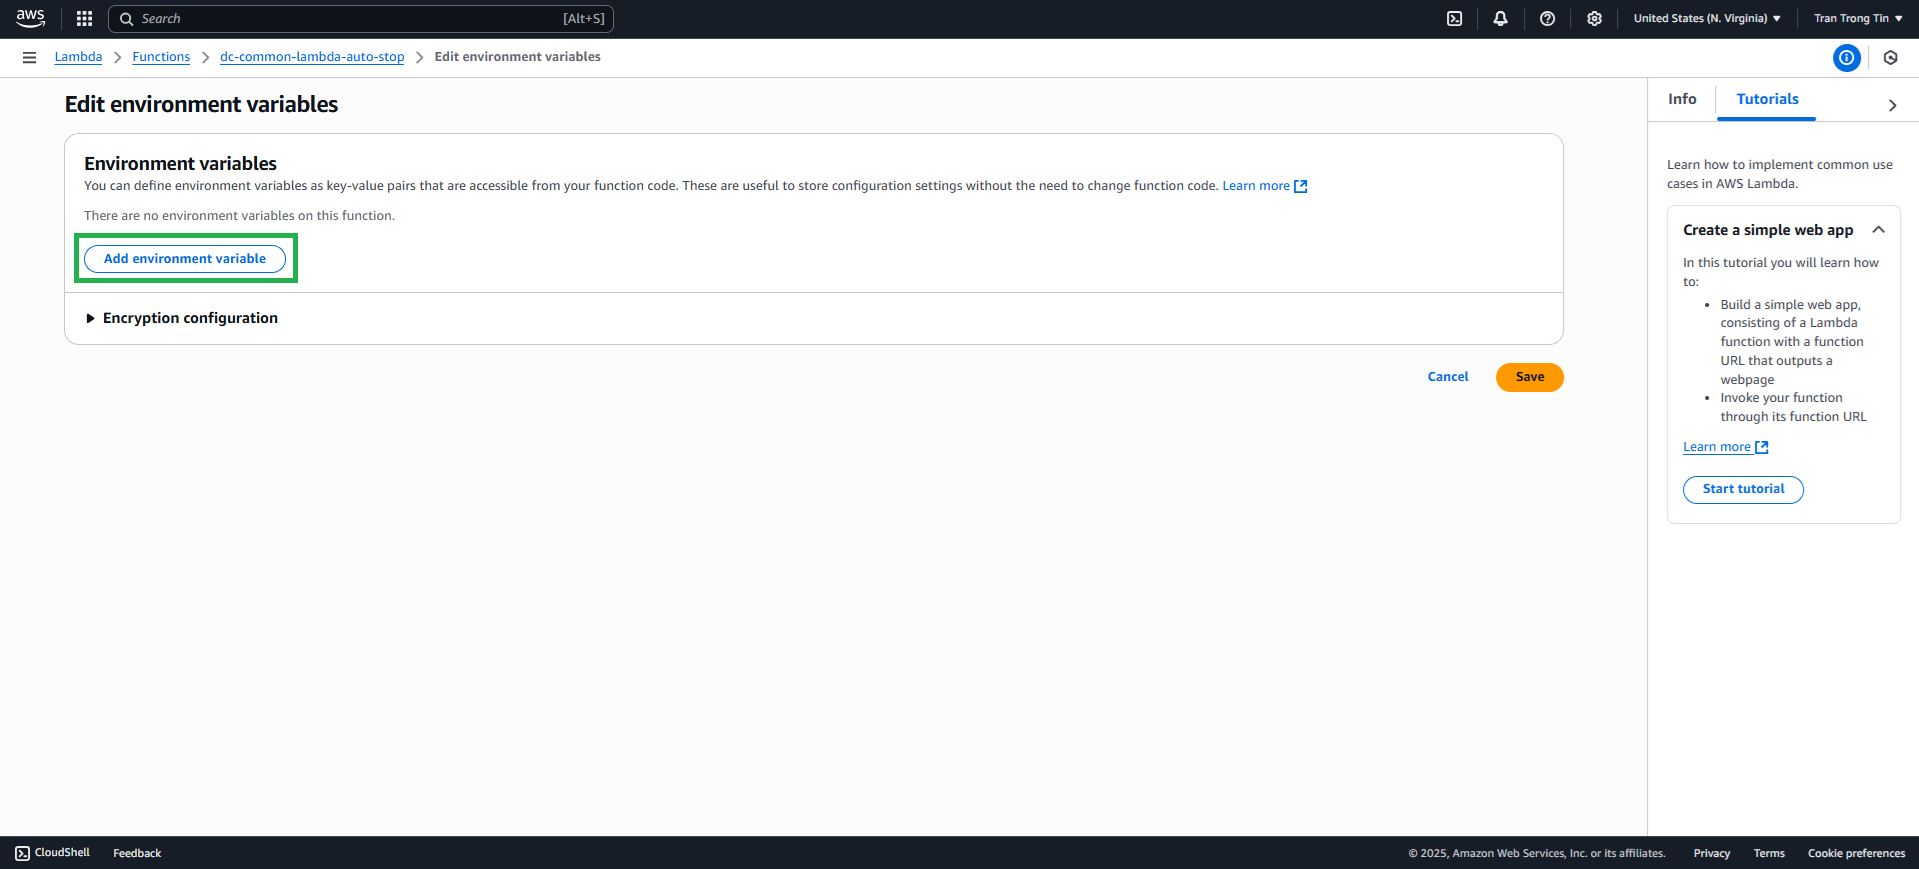 aws
Search
[Alt+S]
United States (N. Virginia)
Tran Trong Tin
Lambda
Functions
dc-common-lambda-auto-stop
Edit environment variables
Edit environment variables
Environment variables
You can define environment variables as key-value pairs that are accessible from your function code. These are useful to store configuration settings without the need to change function code. Learn more
There are no environment variables on this function.
Add environment variable
Encryption configuration
Cancel
Save
Info
Tutorials
Learn how to implement common use
cases in AWS Lambda.
Create a simple web app
In this tutorial you will learn how
to:
• Build a simple web app,
consisting of a Lambda
function with a function
URL that outputs a
webpage
• Invoke your function
through its function URL
Learn more
Start tutorial
CloudShell
Feedback
© 2025, Amazon Web Services, Inc. or its affiliates.
Privacy
Terms
Cookie preferences